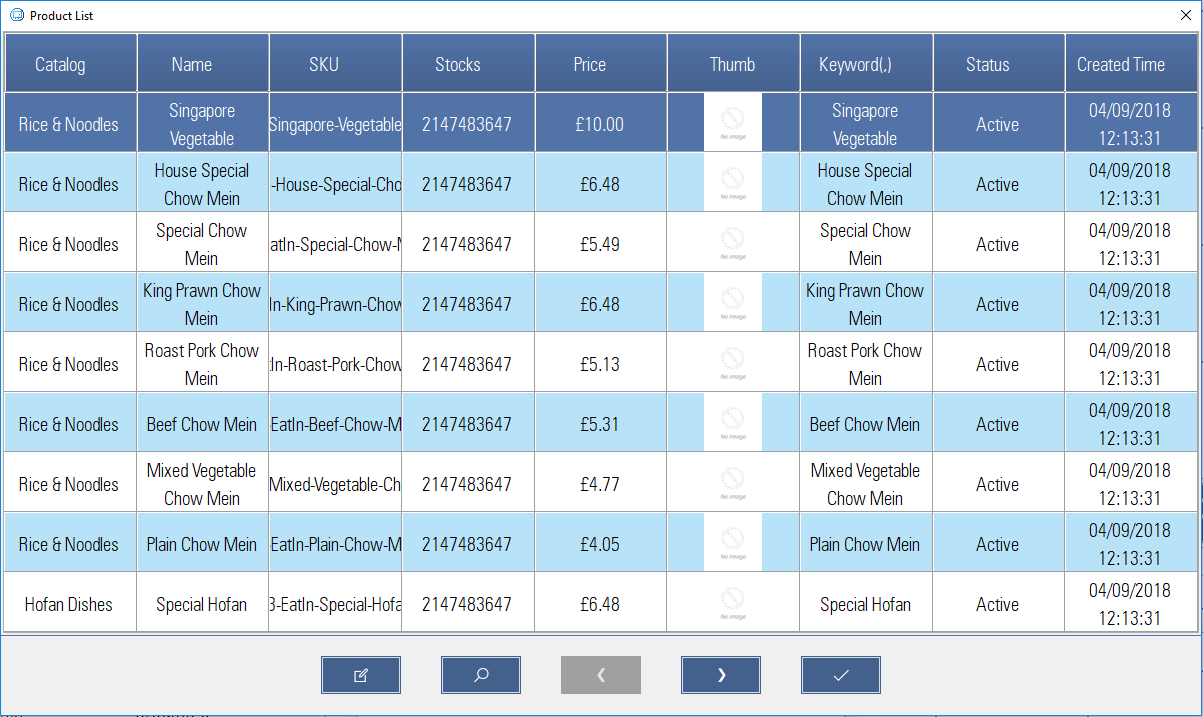 Product List
Catalog Name SKU Stocks Price Thumb Keyword(,) Status Created Time
Rice & Noodles Singapore Vegetable Singapore-Vegetable 2147483647 £10.00 No image Singapore Vegetable Active 04/09/2018 12:13:31
Rice & Noodles House Special Chow Mein -House-Special-Cho 2147483647 £6.48 No image House Special Chow Mein Active 04/09/2018 12:13:31
Rice & Noodles Special Chow Mein atIn-Special-Chow-M 2147483647 £5.49 No image Special Chow Mein Active 04/09/2018 12:13:31
Rice & Noodles King Prawn Chow Mein In-King-Prawn-Chow 2147483647 £6.48 No image King Prawn Chow Mein Active 04/09/2018 12:13:31
Rice & Noodles Roast Pork Chow Mein tIn-Roast-Pork-Chow 2147483647 £5.13 No image Roast Pork Chow Mein Active 04/09/2018 12:13:31
Rice & Noodles Beef Chow Mein -EatIn-Beef-Chow-M 2147483647 £5.31 No image Beef Chow Mein Active 04/09/2018 12:13:31
Rice & Noodles Mixed Vegetable Chow Mein Mixed-Vegetable-Ch 2147483647 £4.77 No image Mixed Vegetable Chow Mein Active 04/09/2018 12:13:31
Rice & Noodles Plain Chow Mein -EatIn-Plain-Chow-M 2147483647 £4.05 No image Plain Chow Mein Active 04/09/2018 12:13:31
Hofan Dishes Special Hofan 3-EatIn-Special-Hofa 2147483647 £6.48 No image Special Hofan Active 04/09/2018 12:13:31